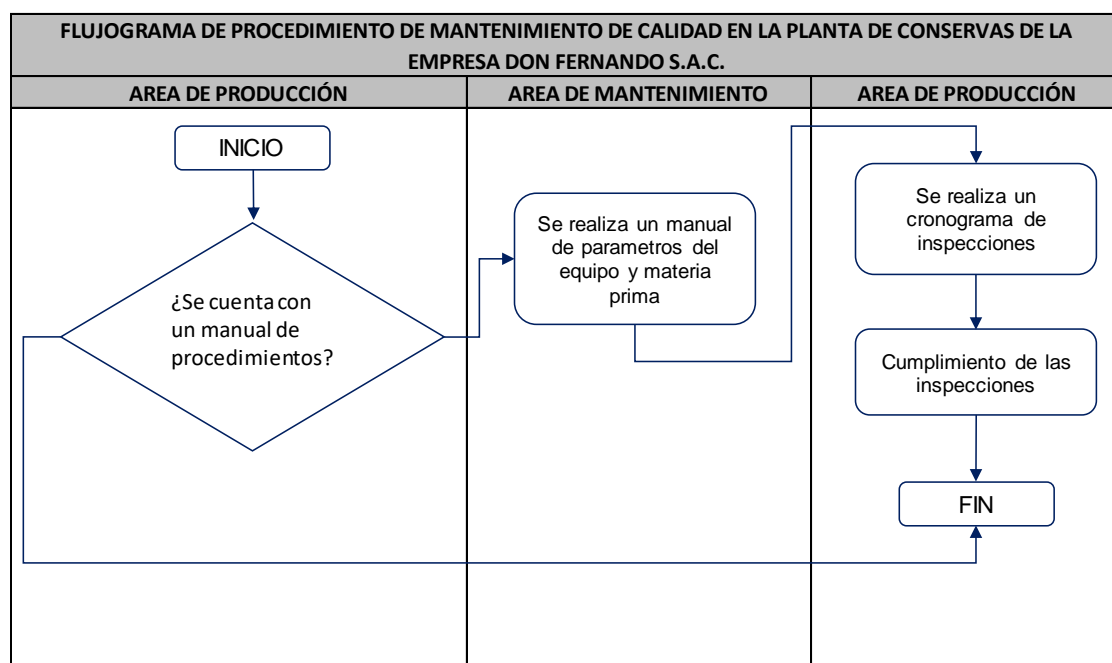 FLUJOGRAMA DE PROCEDIMIENTO DE MANTENIMIENTO DE CALIDAD EN LA PLANTA DE CONSERVAS DE LA
EMPRESA DON FERNANDO S.A.C.
AREA DE PRODUCCIÓN
AREA DE MANTENIMIENTO
AREA DE PRODUCCIÓN
INICIO
¿Se cuenta con
un manual de
procedimientos?
Se realiza un manual
de parametros del
equipo y materia
prima
Se realiza un
cronograma de
inspecciones
Cumplimiento de las
inspecciones
FIN